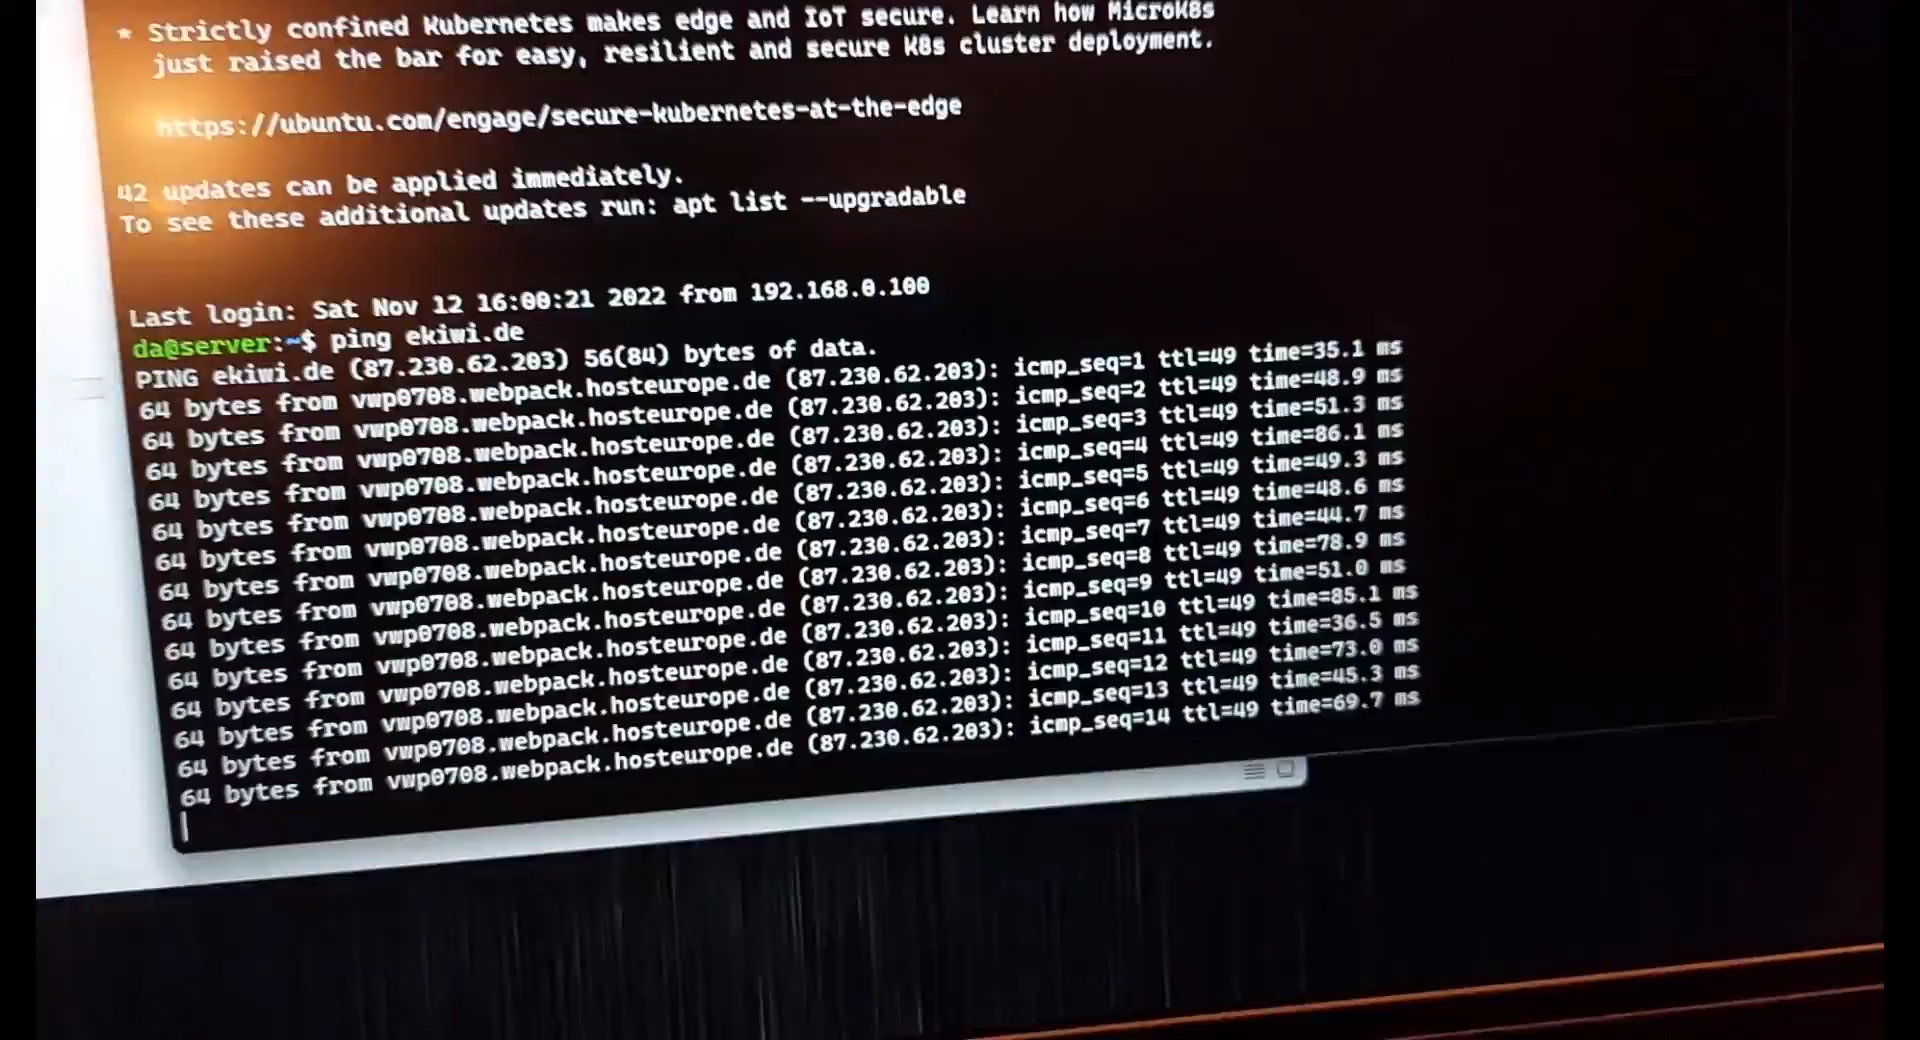 * Strictly confined Kubernetes makes edge and IoT secure. Learn how MicroK8s
just raised the bar for easy, resilient and secure K8s cluster deployment.
https://ubuntu.com/engage/secure-kubernetes-at-the-edge
42 updates can be applied immediately.
To see these additional updates run: apt list --upgradable
Last login: Sat Nov 12 16:00:21 2022 from 192.168.0.100
da@server:~$ ping ekiwi.de
PING ekiwi.de (87.230.62.203) 56(84) bytes of data.
64 bytes from vwp0708.webpack.hosteurope.de (87.230.62.203): icmp_seq=1 ttl=49 time=35.1 ms
64 bytes from vwp0708.webpack.hosteurope.de (87.230.62.203): icmp_seq=2 ttl=49 time=48.9 ms
64 bytes from vwp0708.webpack.hosteurope.de (87.230.62.203): icmp_seq=3 ttl=49 time=51.3 ms
64 bytes from vwp0708.webpack.hosteurope.de (87.230.62.203): icmp_seq=4 ttl=49 time=86.1 ms
64 bytes from vwp0708.webpack.hosteurope.de (87.230.62.203): icmp_seq=5 ttl=49 time=49.3 ms
64 bytes from vwp0708.webpack.hosteurope.de (87.230.62.203): icmp_seq=6 ttl=49 time=48.6 ms
64 bytes from vwp0708.webpack.hosteurope.de (87.230.62.203): icmp_seq=7 ttl=49 time=44.7 ms
64 bytes from vwp0708.webpack.hosteurope.de (87.230.62.203): icmp_seq=8 ttl=49 time=78.9 ms
64 bytes from vwp0708.webpack.hosteurope.de (87.230.62.203): icmp_seq=9 ttl=49 time=51.0 ms
64 bytes from vwp0708.webpack.hosteurope.de (87.230.62.203): icmp_seq=10 ttl=49 time=85.1 ms
64 bytes from vwp0708.webpack.hosteurope.de (87.230.62.203): icmp_seq=11 ttl=49 time=36.5 ms
64 bytes from vwp0708.webpack.hosteurope.de (87.230.62.203): icmp_seq=12 ttl=49 time=73.0 ms
64 bytes from vwp0708.webpack.hosteurope.de (87.230.62.203): icmp_seq=13 ttl=49 time=45.3 ms
64 bytes from vwp0708.webpack.hosteurope.de (87.230.62.203): icmp_seq=14 ttl=49 time=69.7 ms